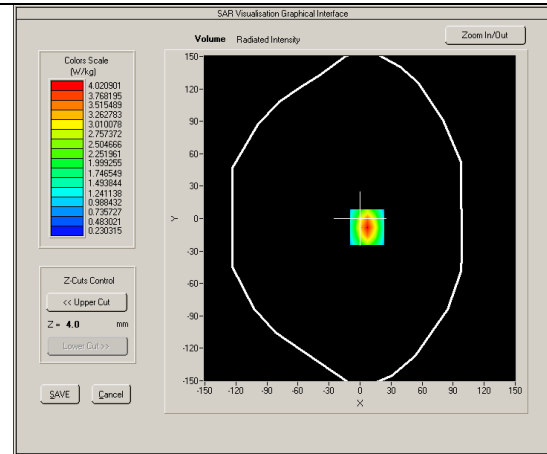 SAR Visualisation Graphical Interface
Volume Radiated Intensity
Zoom In/Out
Colors Scale
(W/kg)
4.020901
3.768195
3.515489
3.262783
3.010078
2.757372
2.504666
2.251961
1.999255
1.746549
1.493844
1.241138
0.988432
0.735727
0.483021
0.230315
Z-Cuts Control
<< Upper Cut
Z = 4.0 mm
Lower Cut >>
SAVE
Cancel
150
120
90
60
30
0
-30
-60
-90
-120
-150
Y
-150 -120 -90 -60 -30 0 30 60 90 120 150
X